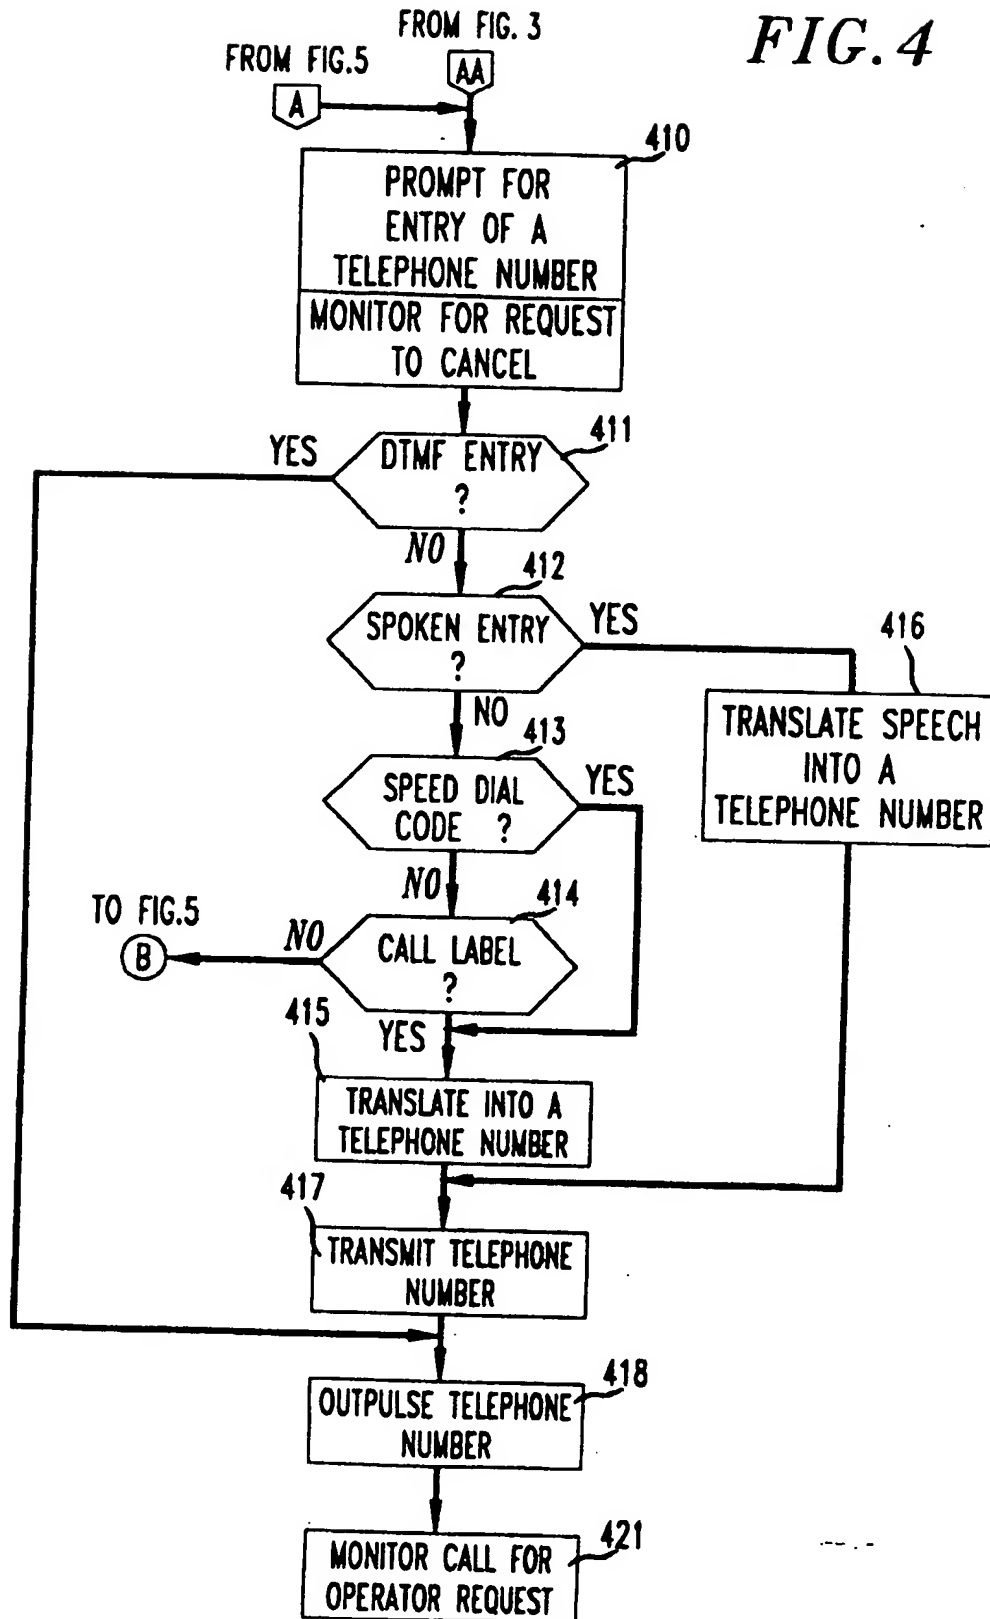 FROM FIG. 3
FIG. 4
FROM FIG.5
AA
A
410
PROMPT FOR
ENTRY OF A
TELEPHONE NUMBER
MONITOR FOR REQUEST
TO CANCEL
411
YES
DTMF ENTRY
?
NO
412
SPOKEN ENTRY
?
YES
416
TRANSLATE SPEECH
INTO A
TELEPHONE NUMBER
NO
413
SPEED DIAL
CODE ?
YES
NO
414
TO FIG.5
B
NO
CALL LABEL
?
415
YES
TRANSLATE INTO A
TELEPHONE NUMBER
417
TRANSMIT TELEPHONE
NUMBER
418
OUTPULSE TELEPHONE
NUMBER
421
MONITOR CALL FOR
OPERATOR REQUEST